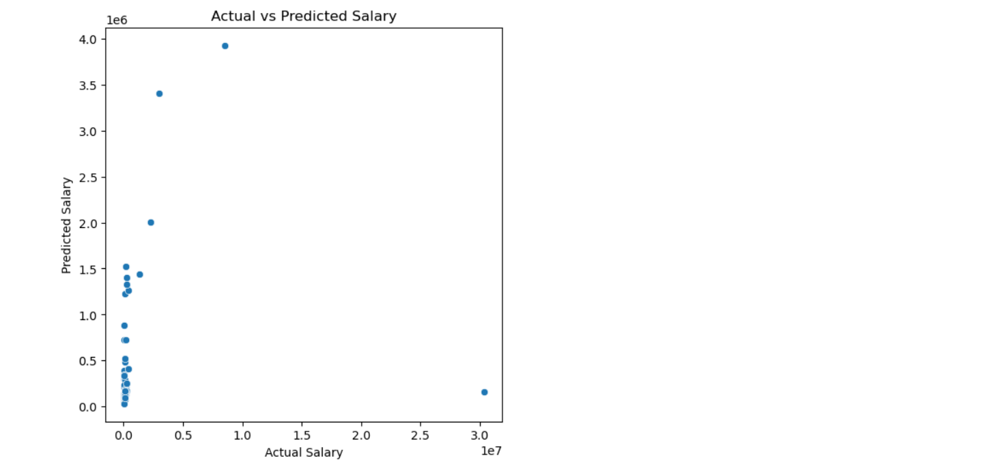 Actual vs Predicted Salary
1e6
4.0
3.5
3.0
2.5
2.0
1.5
1.0
0.5
0.0
Predicted Salary
0.0 0.5 1.0 1.5 2.0 2.5 3.0
1e7
Actual Salary